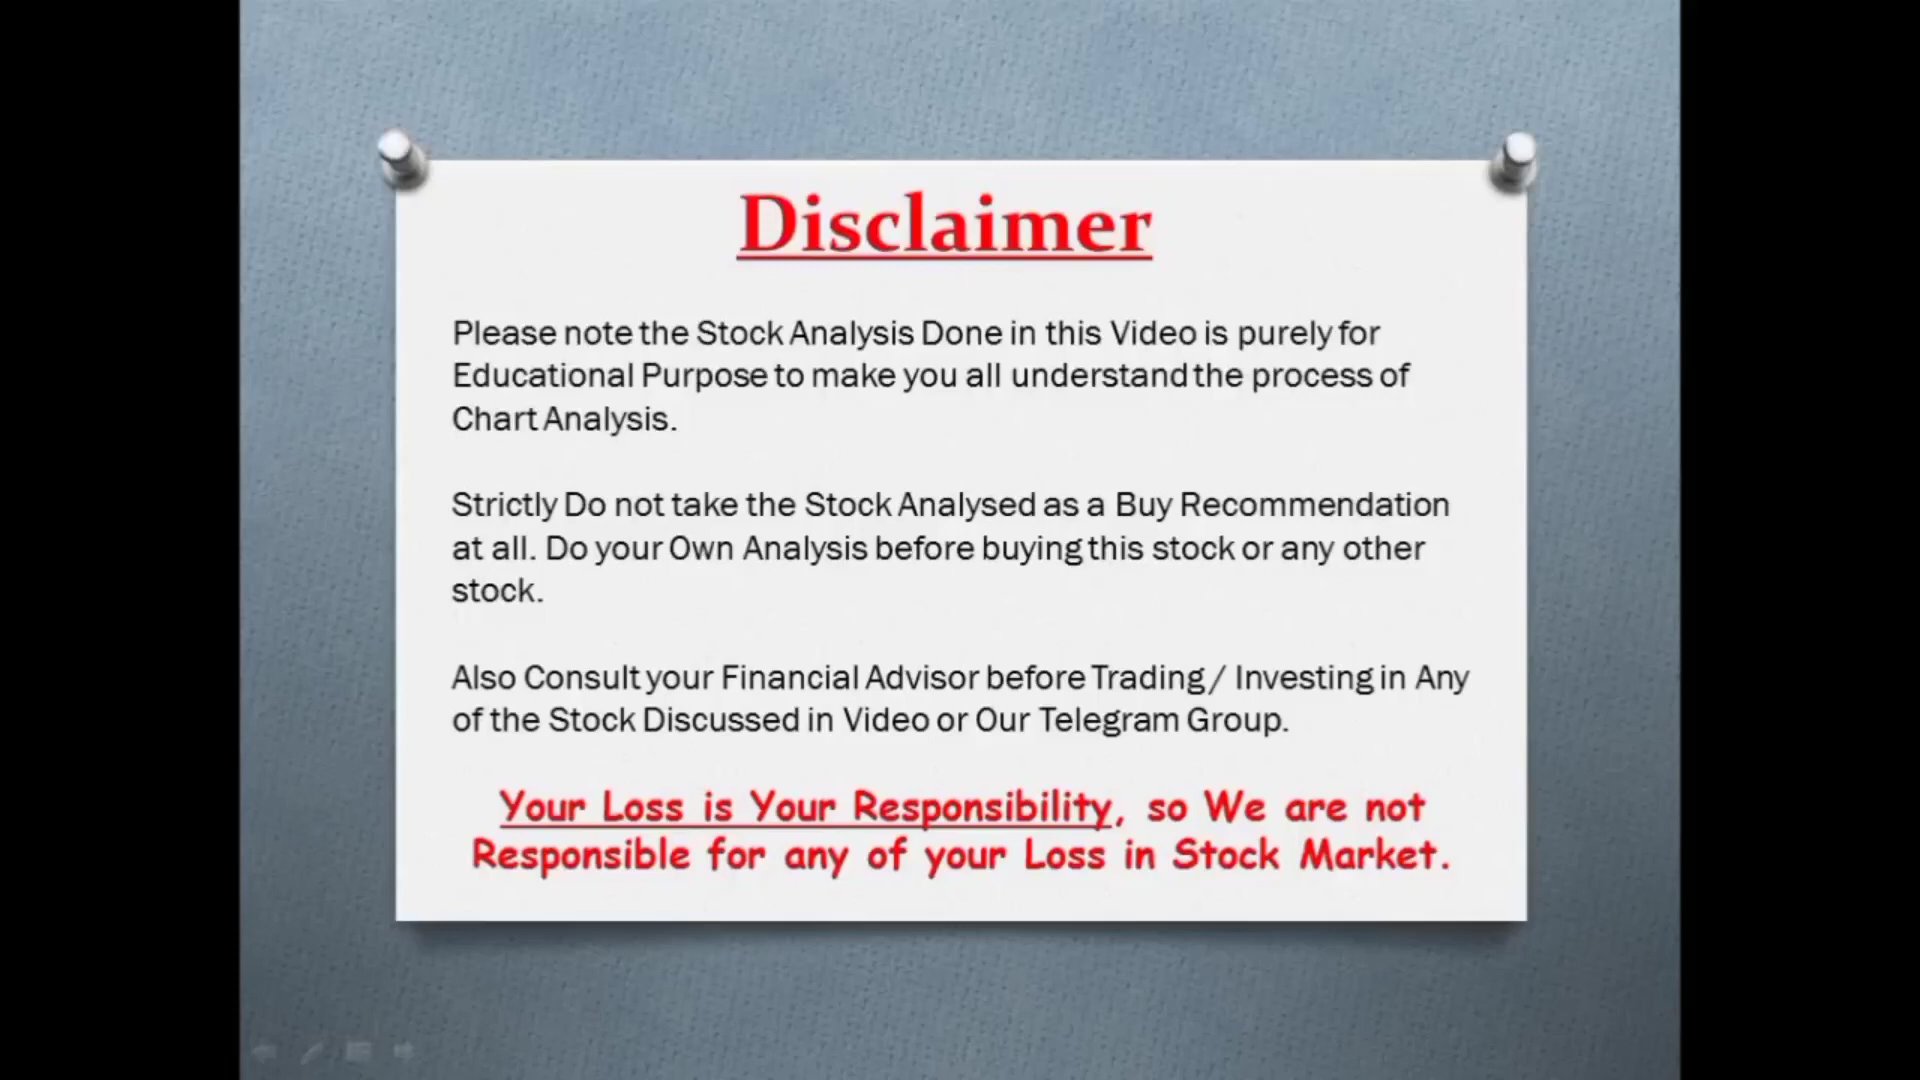 Disclaimer
Please note the Stock Analysis Done in this Video is purely for
Educational Purpose to make you all understand the process of
Chart Analysis.
Strictly Do not take the Stock Analysed as a Buy Recommendation
at all. Do your Own Analysis before buying this stock or any other
stock.
Also Consult your Financial Advisor before Trading/ Investing in Any
of the Stock Discussed in Video or Our Telegram Group.
Your Loss is Your Responsibility, so We are not
Responsible for any of your Loss in Stock Market.